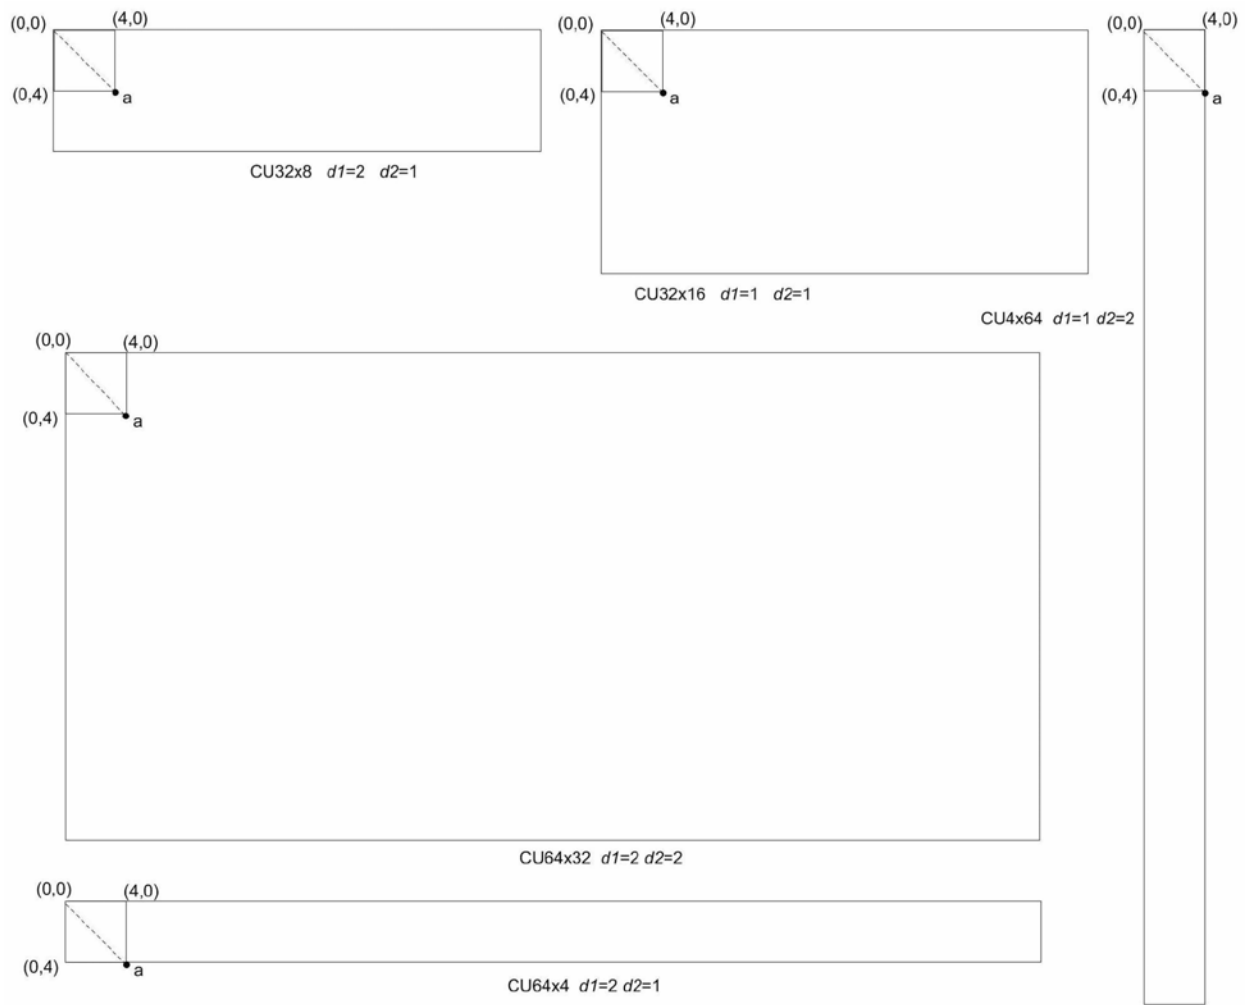 (0,0) (4,0)
(0,4) a
CU32x8 d1=2 d2=1
(0,0) (4,0)
(0,4) a
CU32x16 d1=1 d2=1
(0,0) (4,0)
(0,4) a
CU4x64 d1=1 d2=2
(0,0) (4,0)
(0,4) a
CU64x32 d1=2 d2=2
(0,0) (4,0)
(0,4) a
CU64x4 d1=2 d2=1